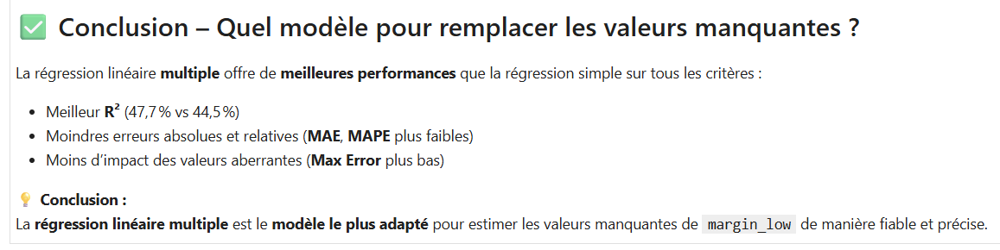 ✅ Conclusion – Quel modèle pour remplacer les valeurs manquantes ?
La régression linéaire multiple offre de meilleures performances que la régression simple sur tous les critères :
• Meilleur R² (47,7 % vs 44,5 %)
• Moindres erreurs absolues et relatives (MAE, MAPE plus faibles)
• Moins d’impact des valeurs aberrantes (Max Error plus bas)
💡 Conclusion :
La régression linéaire multiple est le modèle le plus adapté pour estimer les valeurs manquantes de margin_low de manière fiable et précise.